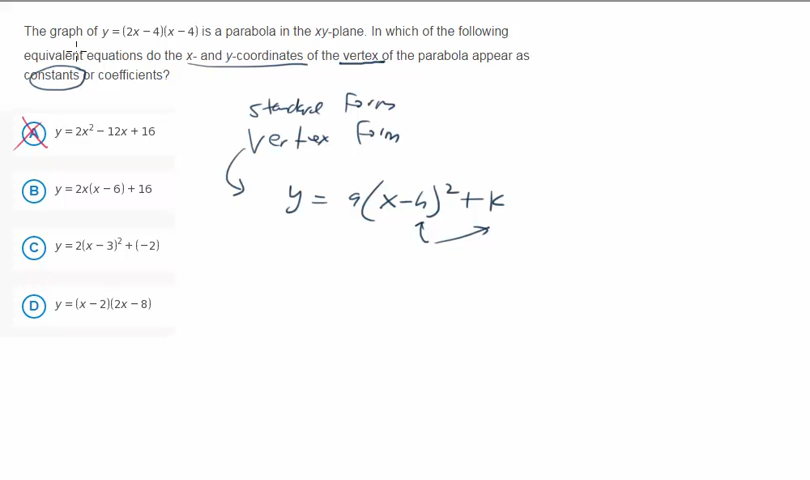 The graph of y = (2x − 4)(x − 4) is a parabola in the xy-plane. In which of the following
equivalent equations do the x- and y-coordinates of the vertex of the parabola appear as
constants or coefficients?
standard Form
Vertex Form
A y = 2x² − 12x + 16
B y = 2x(x − 6) + 16
y = a(x-h)² + k
C y = 2(x − 3)² + (−2)
D y = (x − 2)(2x − 8)